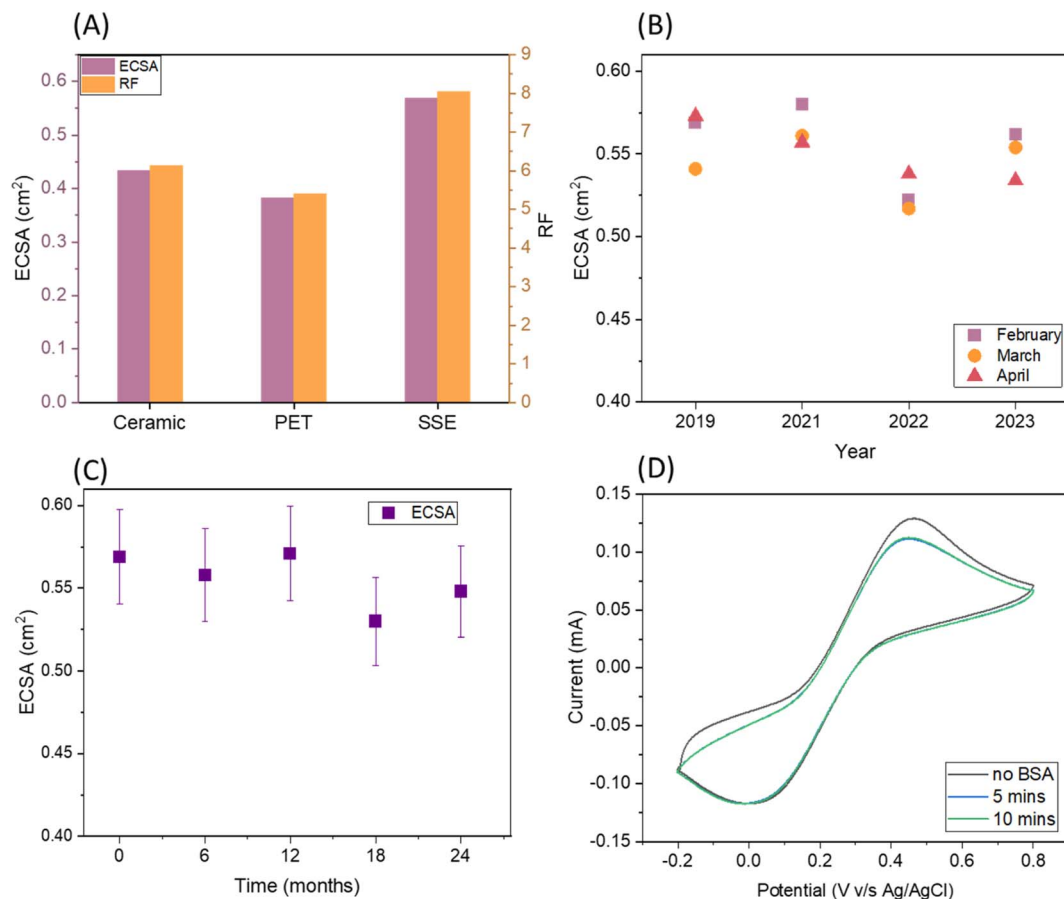 (A)
ECSA
RF
0.6
0.5
0.4
0.3
0.2
0.1
0.0
ECSA (cm²)
9
8
7
6
5
4
3
2
1
0
RF
Ceramic PET SSE
(B)
0.60
0.55
0.50
0.45
0.40
ECSA (cm²)
February
March
April
2019 2021 2022 2023
Year
(C)
ECSA
0.60
0.55
0.50
0.45
0.40
ECSA (cm²)
0 6 12 18 24
Time (months)
(D)
0.15
0.10
0.05
0.00
-0.05
-0.10
-0.15
Current (mA)
no BSA
5 mins
10 mins
-0.2 0.0 0.2 0.4 0.6 0.8
Potential (V v/s Ag/AgCl)